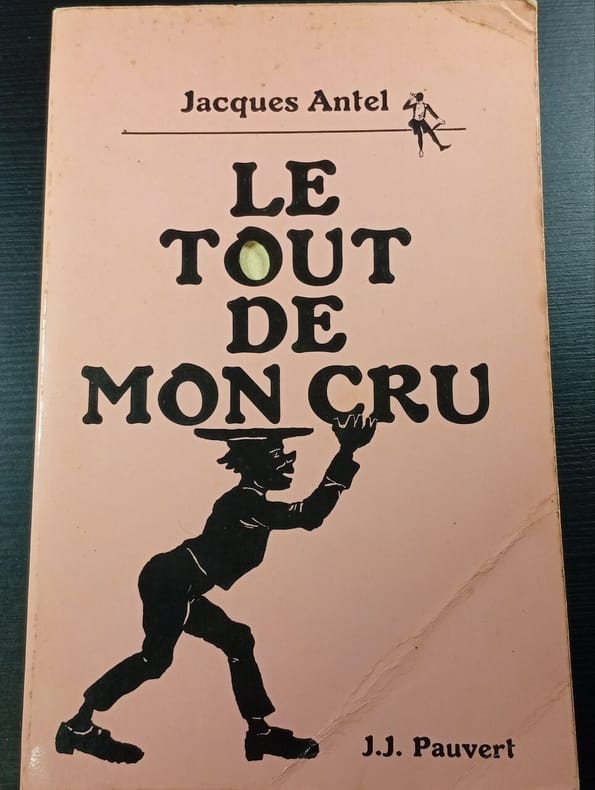 Jacques Antel
LE
TOUT
DE
MON CRU
J.J. Pauvert